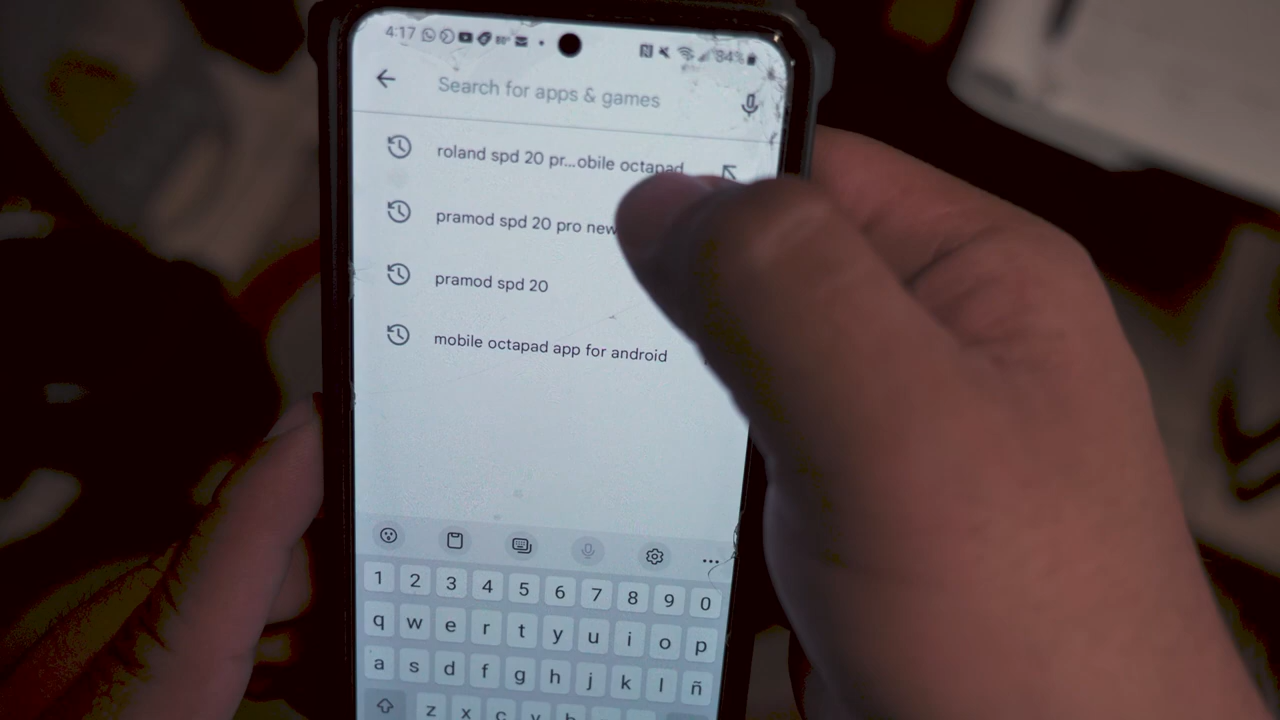 4:17 84%
Search for apps & games
roland spd 20 pr...obile octapad
pramod spd 20 pro new
pramod spd 20
mobile octapad app for android
1 2 3 4 5 6 7 8 9 0
q w e r t y u i o p
a s d f g h j k l ñ
z x c v b